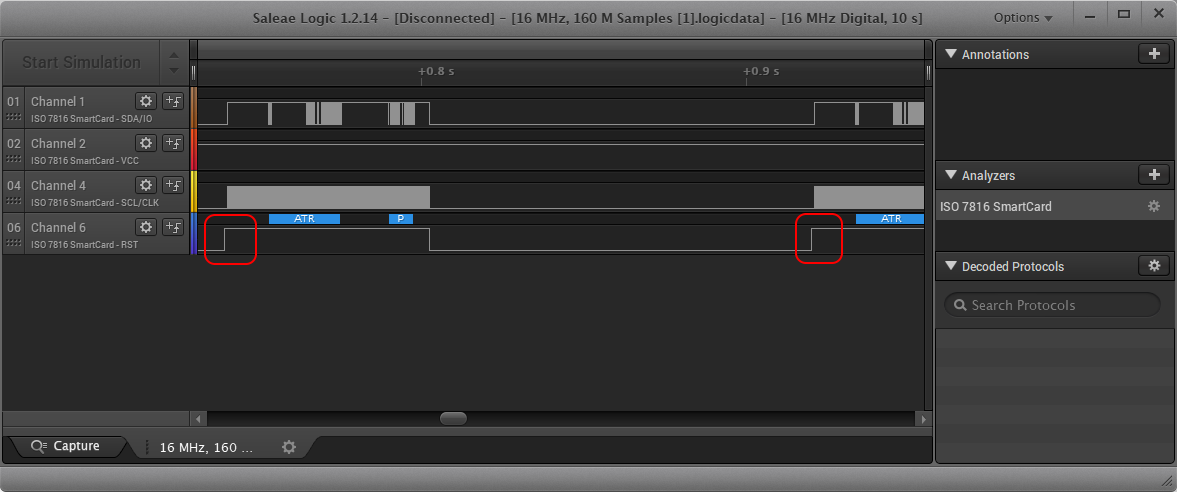 Saleae Logic 1.2.14 - [Disconnected] - [16 MHz, 160 M Samples [1].logicdata] - [16 MHz Digital, 10 s]
Options
Start Simulation
+0.8 s
+0.9 s
01 Channel 1
ISO 7816 SmartCard - SDA/IO
02 Channel 2
ISO 7816 SmartCard - VCC
04 Channel 4
ISO 7816 SmartCard - SCL/CLK
06 Channel 6
ISO 7816 SmartCard - RST
ATR
P
ATR
Annotations
Analyzers
ISO 7816 SmartCard
Decoded Protocols
Search Protocols
Capture
16 MHz, 160 ...